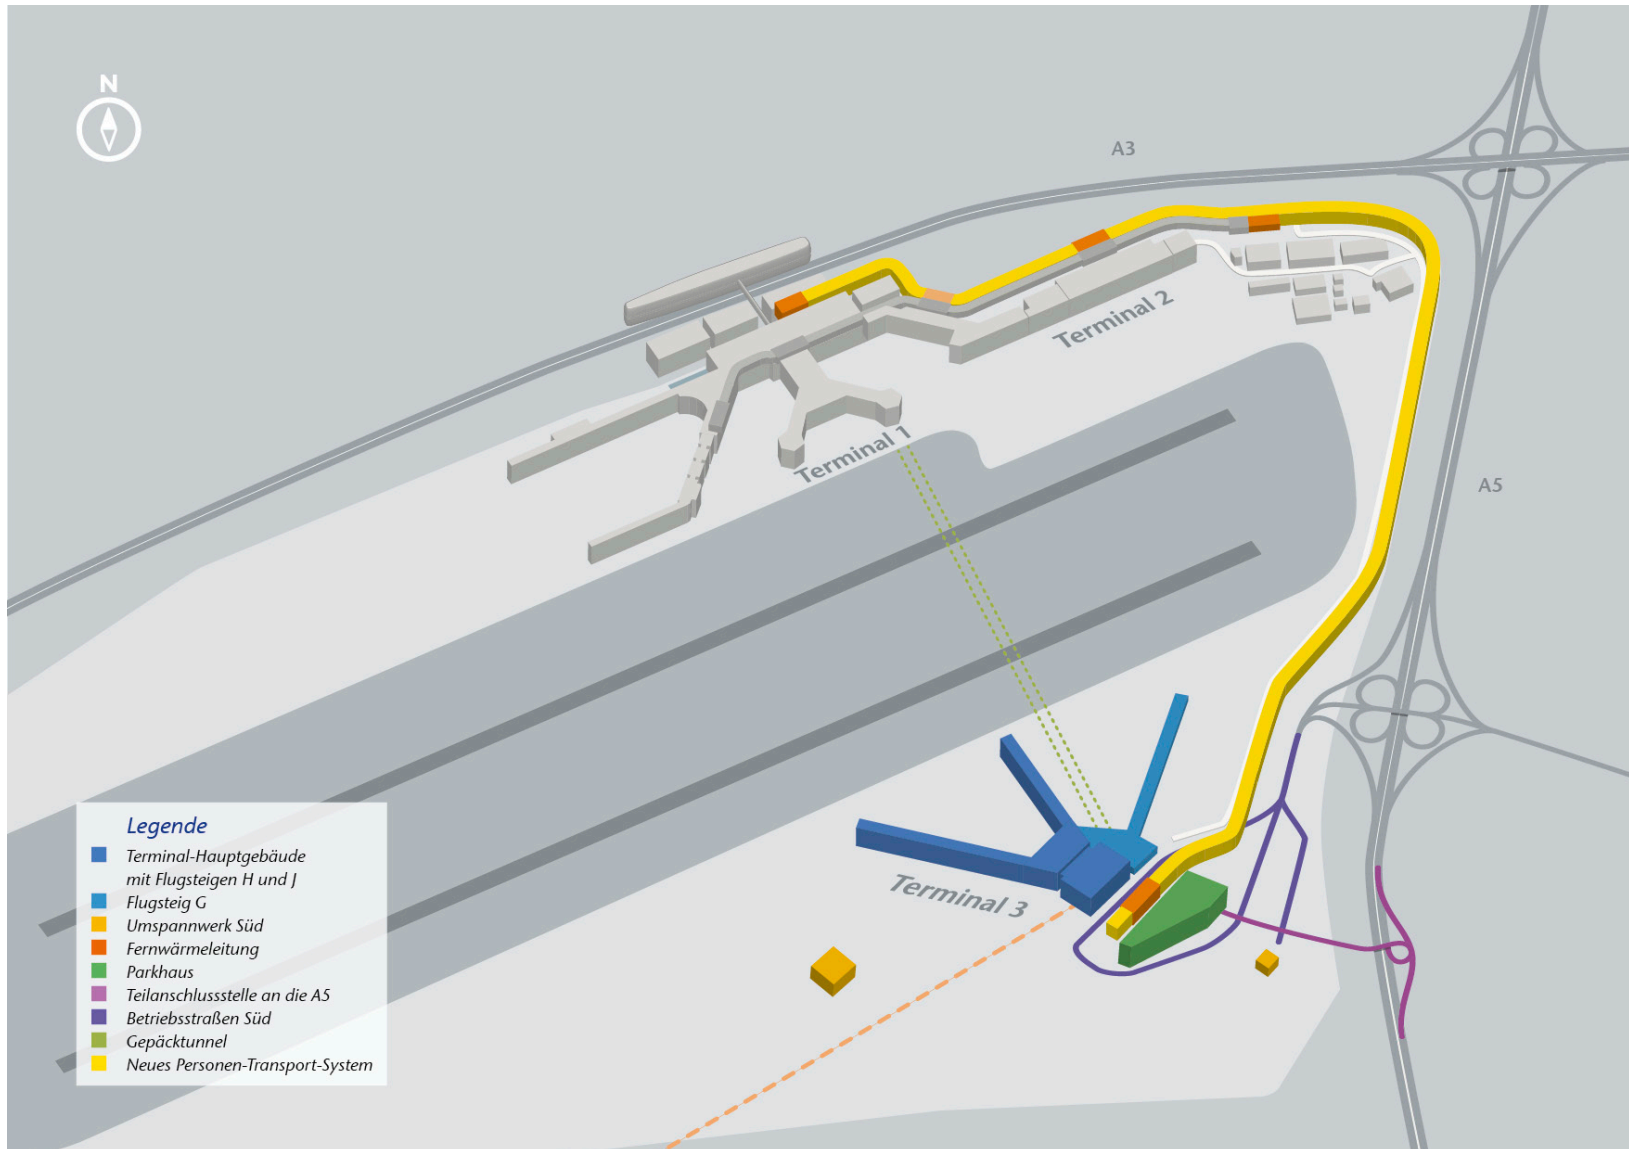 N
A3
Terminal 2
Terminal 1
A5
Terminal 3
Legende
Terminal-Hauptgebäude
mit Flugsteigen H und J
Flugsteig G
Umspannwerk Süd
Fernwärmeleitung
Parkhaus
Teilanschlussstelle an die A5
Betriebsstraßen Süd
Gepäcktunnel
Neues Personen-Transport-System